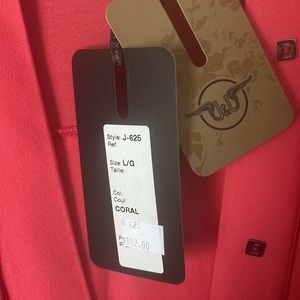 Style: J-625
Ref
Size: L/G
Taille:
Col:
Coul:
CORAL